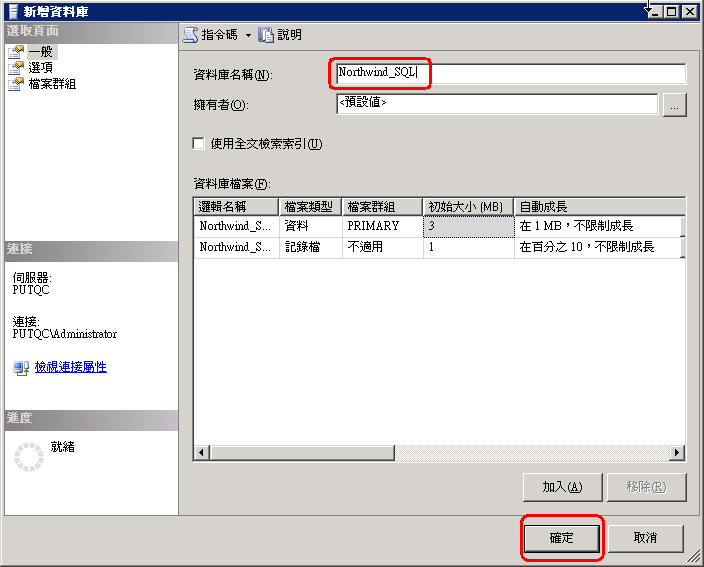 新增資料庫
選取頁面
一般
選項
檔案群組
指令碼 說明
資料庫名稱(N): Northwind_SQL
擁有者(O): <預設值> ...
使用全文檢索索引(U)
資料庫檔案(F):
邏輯名稱 檔案類型 檔案群組 初始大小 (MB) 自動成長
Northwind_S... 資料 PRIMARY 3 在 1 MB，不限制成長
Northwind_S... 記錄檔 不適用 1 在百分之 10，不限制成長
連接
伺服器:
PUTQC
連接:
PUTQC\Administrator
檢視連接屬性
進度
就緒
加入(A) 移除(R)
確定 取消